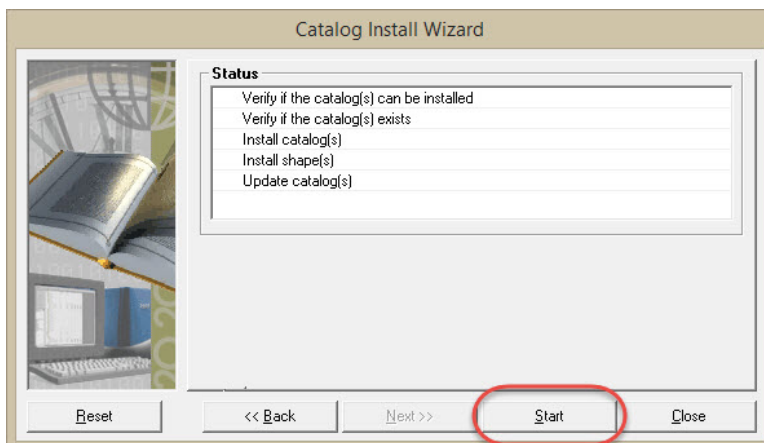 Catalog Install Wizard
Status
Verify if the catalog(s) can be installed
Verify if the catalog(s) exists
Install catalog(s)
Install shape(s)
Update catalog(s)
Reset
<< Back
Next >>
Start
Close